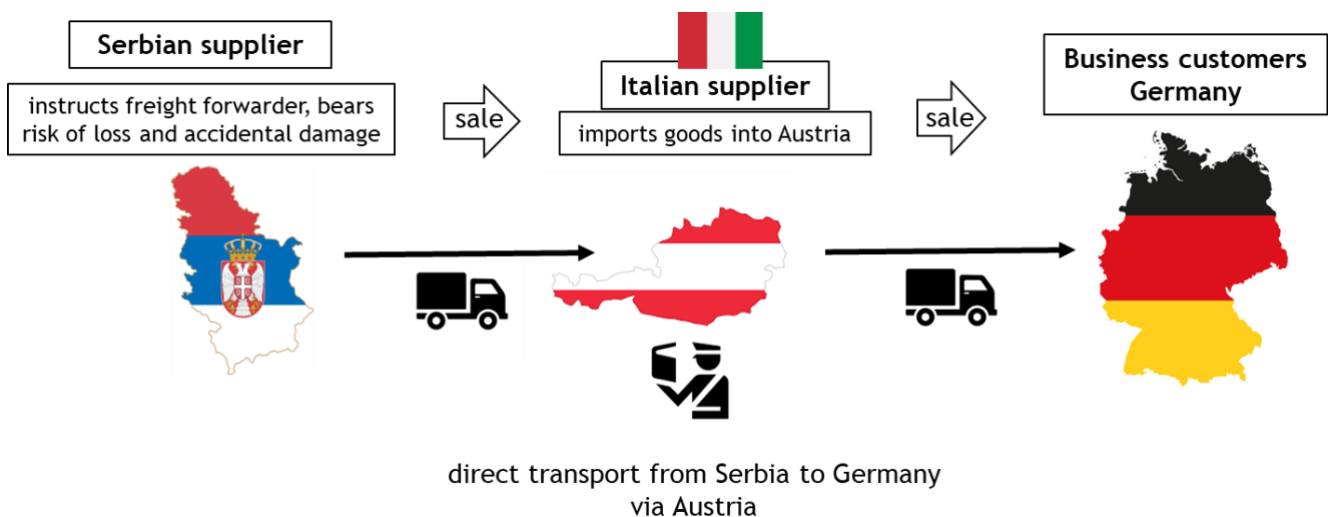 Serbian supplier
instructs freight forwarder, bears
risk of loss and accidental damage
sale
Italian supplier
imports goods into Austria
sale
Business customers
Germany
direct transport from Serbia to Germany
via Austria